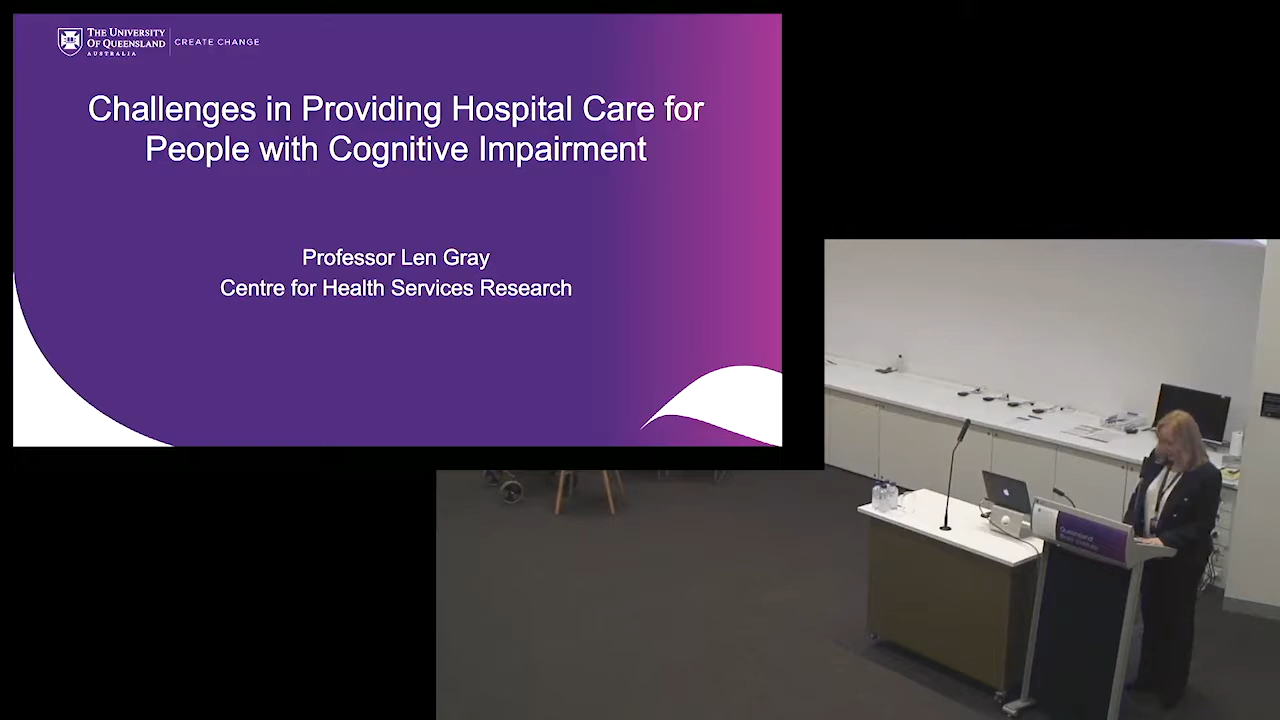 THE UNIVERSITY
OF QUEENSLAND
AUSTRALIA
CREATE CHANGE
Challenges in Providing Hospital Care for
People with Cognitive Impairment
Professor Len Gray
Centre for Health Services Research
Queensland